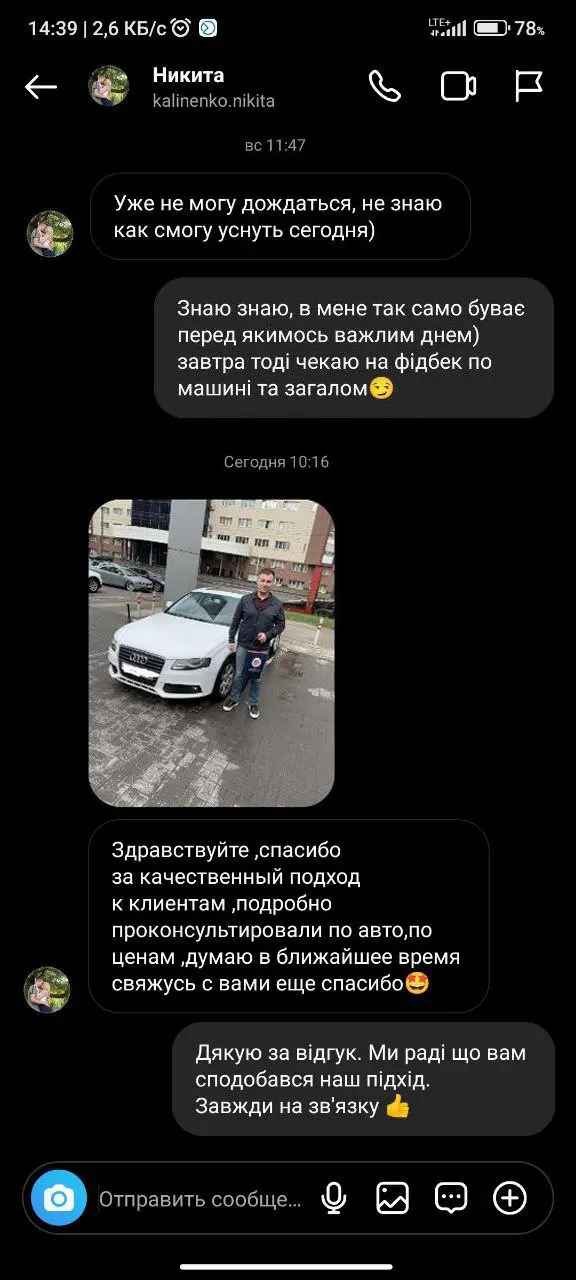 14:39 | 2,6 КБ/с
LTE+
78%
Никита
kalinenko.nikita
вс 11:47
Уже не могу дождаться, не знаю
как смогу уснуть сегодня)
Знаю знаю, в мене так само буває
перед якимось важлим днем)
завтра тоді чекаю на фідбек по
машині та загалом😏
Сегодня 10:16
Здравствуйте ,спасибо
за качественный подход
к клиентам ,подробно
проконсультировали по авто,по
ценам ,думаю в ближайшее время
свяжусь с вами еще спасибо🤩
Дякую за відгук. Ми раді що вам
сподобався наш підхід.
Завжди на зв'язку 👍
Отправить сообще...